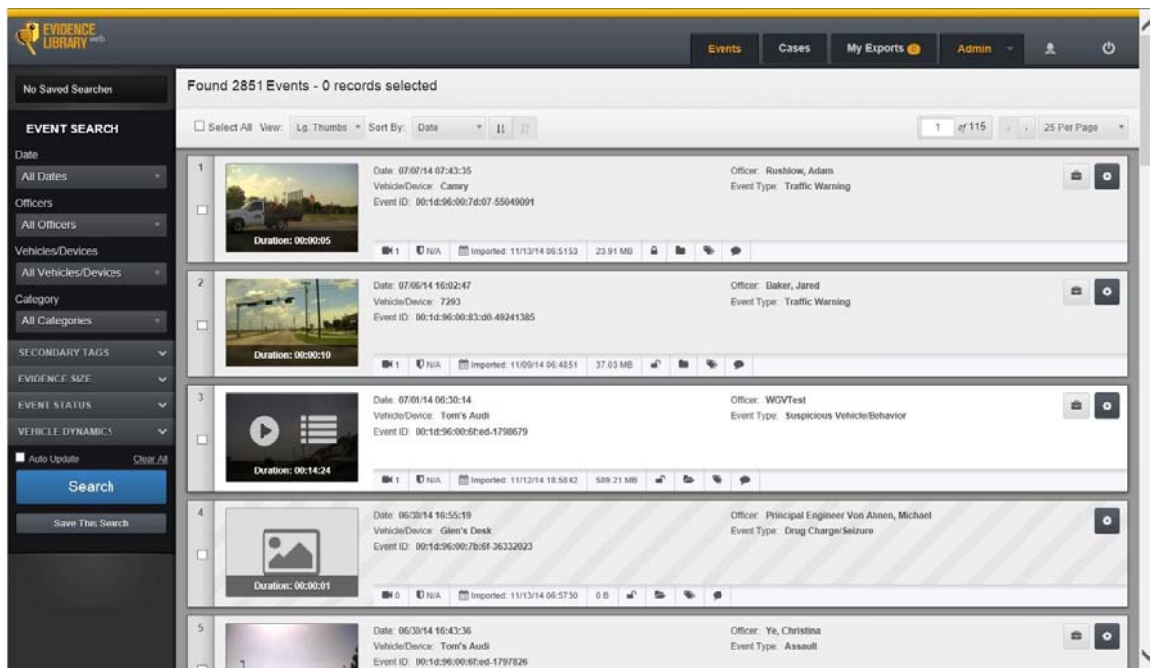 EVIDENCE
LIBRARY web
Events Cases My Exports 0 Admin
No Saved Searches
Found 2851 Events - 0 records selected
EVENT SEARCH
Select All View: Lg. Thumbs Sort By: Date 1 of 115 25 Per Page
Date
All Dates
Officers
All Officers
Vehicles/Devices
All Vehicles/Devices
Category
All Categories
SECONDARY TAGS
EVIDENCE SIZE
EVENT STATUS
VEHICLE DYNAMICS
Auto Update Clear All
Search
Save This Search
1
Date: 07/07/14 07:43:35 Officer: Rushlow, Adam
Vehicle/Device: Camry Event Type: Traffic Warning
Event ID: 00:1d:96:00:7d:07-55049091
Duration: 00:00:05
1 N/A Imported: 11/13/14 06:5153 23.91 MB
2
Date: 07/06/14 16:02:47 Officer: Baker, Jared
Vehicle/Device: 7293 Event Type: Traffic Warning
Event ID: 00:1d:96:00:83:d0-49241385
Duration: 00:00:10
1 N/A Imported: 11/09/14 06:4851 37.03 MB
3
Date: 07/01/14 06:30:14 Officer: WGVTest
Vehicle/Device: Tom's Audi Event Type: Suspicious Vehicle/Behavior
Event ID: 00:1d:96:00:6f:ed-1798679
Duration: 00:14:24
1 N/A Imported: 11/12/14 18:5842 589.21 MB
4
Date: 06/30/14 16:55:19 Officer: Principal Engineer Von Ahnen, Michael
Vehicle/Device: Glen's Desk Event Type: Drug Charge/Seizure
Event ID: 00:1d:96:00:7b:6f-36332023
Duration: 00:00:01
0 N/A Imported: 11/13/14 06:5730 0 B
5
Date: 06/30/14 16:43:36 Officer: Ye, Christina
Vehicle/Device: Tom's Audi Event Type: Assault
Event ID: 00:1d:96:00:6f:ed-1797826